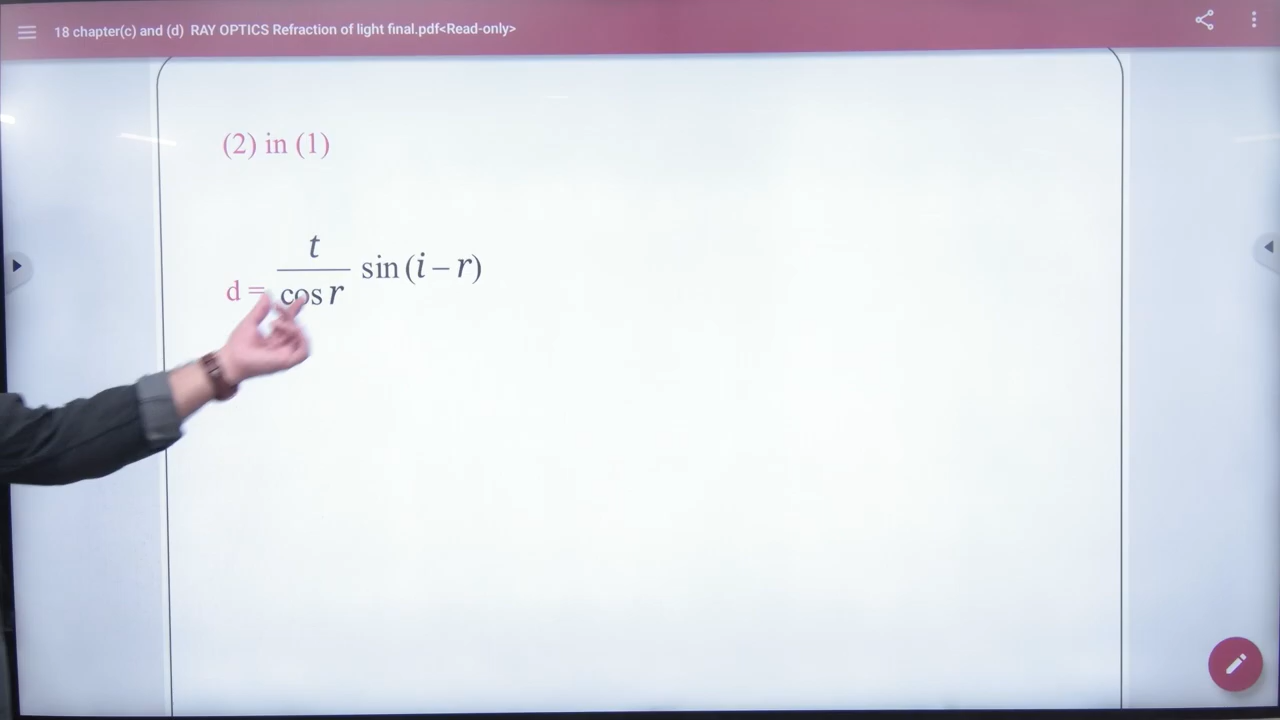 18 chapter(c) and (d) RAY OPTICS Refraction of light final.pdf<Read-only>
(2) in (1)
d = t/cos r sin (i – r)